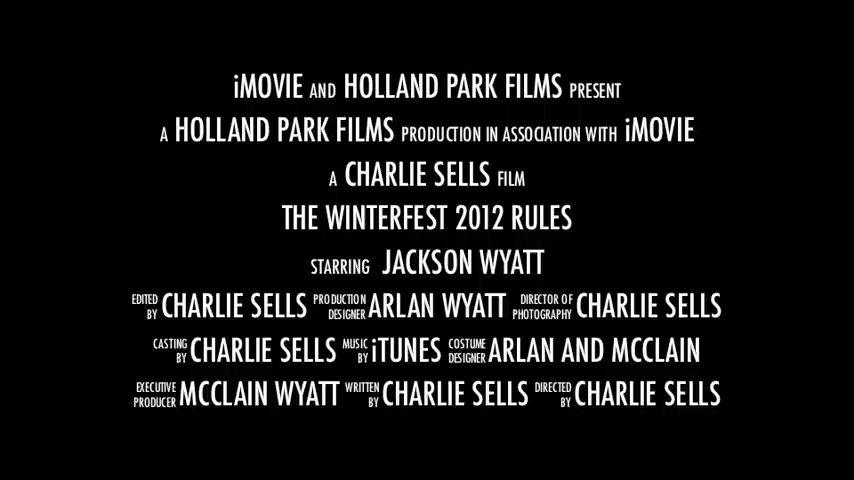 iMOVIE AND HOLLAND PARK FILMS PRESENT
A HOLLAND PARK FILMS PRODUCTION IN ASSOCIATION WITH iMOVIE
A CHARLIE SELLS FILM
THE WINTERFEST 2012 RULES
STARRING JACKSON WYATT
EDITED BY CHARLIE SELLS PRODUCTION DESIGNER ARLAN WYATT DIRECTOR OF PHOTOGRAPHY CHARLIE SELLS
CASTING BY CHARLIE SELLS MUSIC BY iTUNES COSTUME DESIGNER ARLAN AND MCCLAIN
EXECUTIVE PRODUCER MCCLAIN WYATT WRITTEN BY CHARLIE SELLS DIRECTED BY CHARLIE SELLS